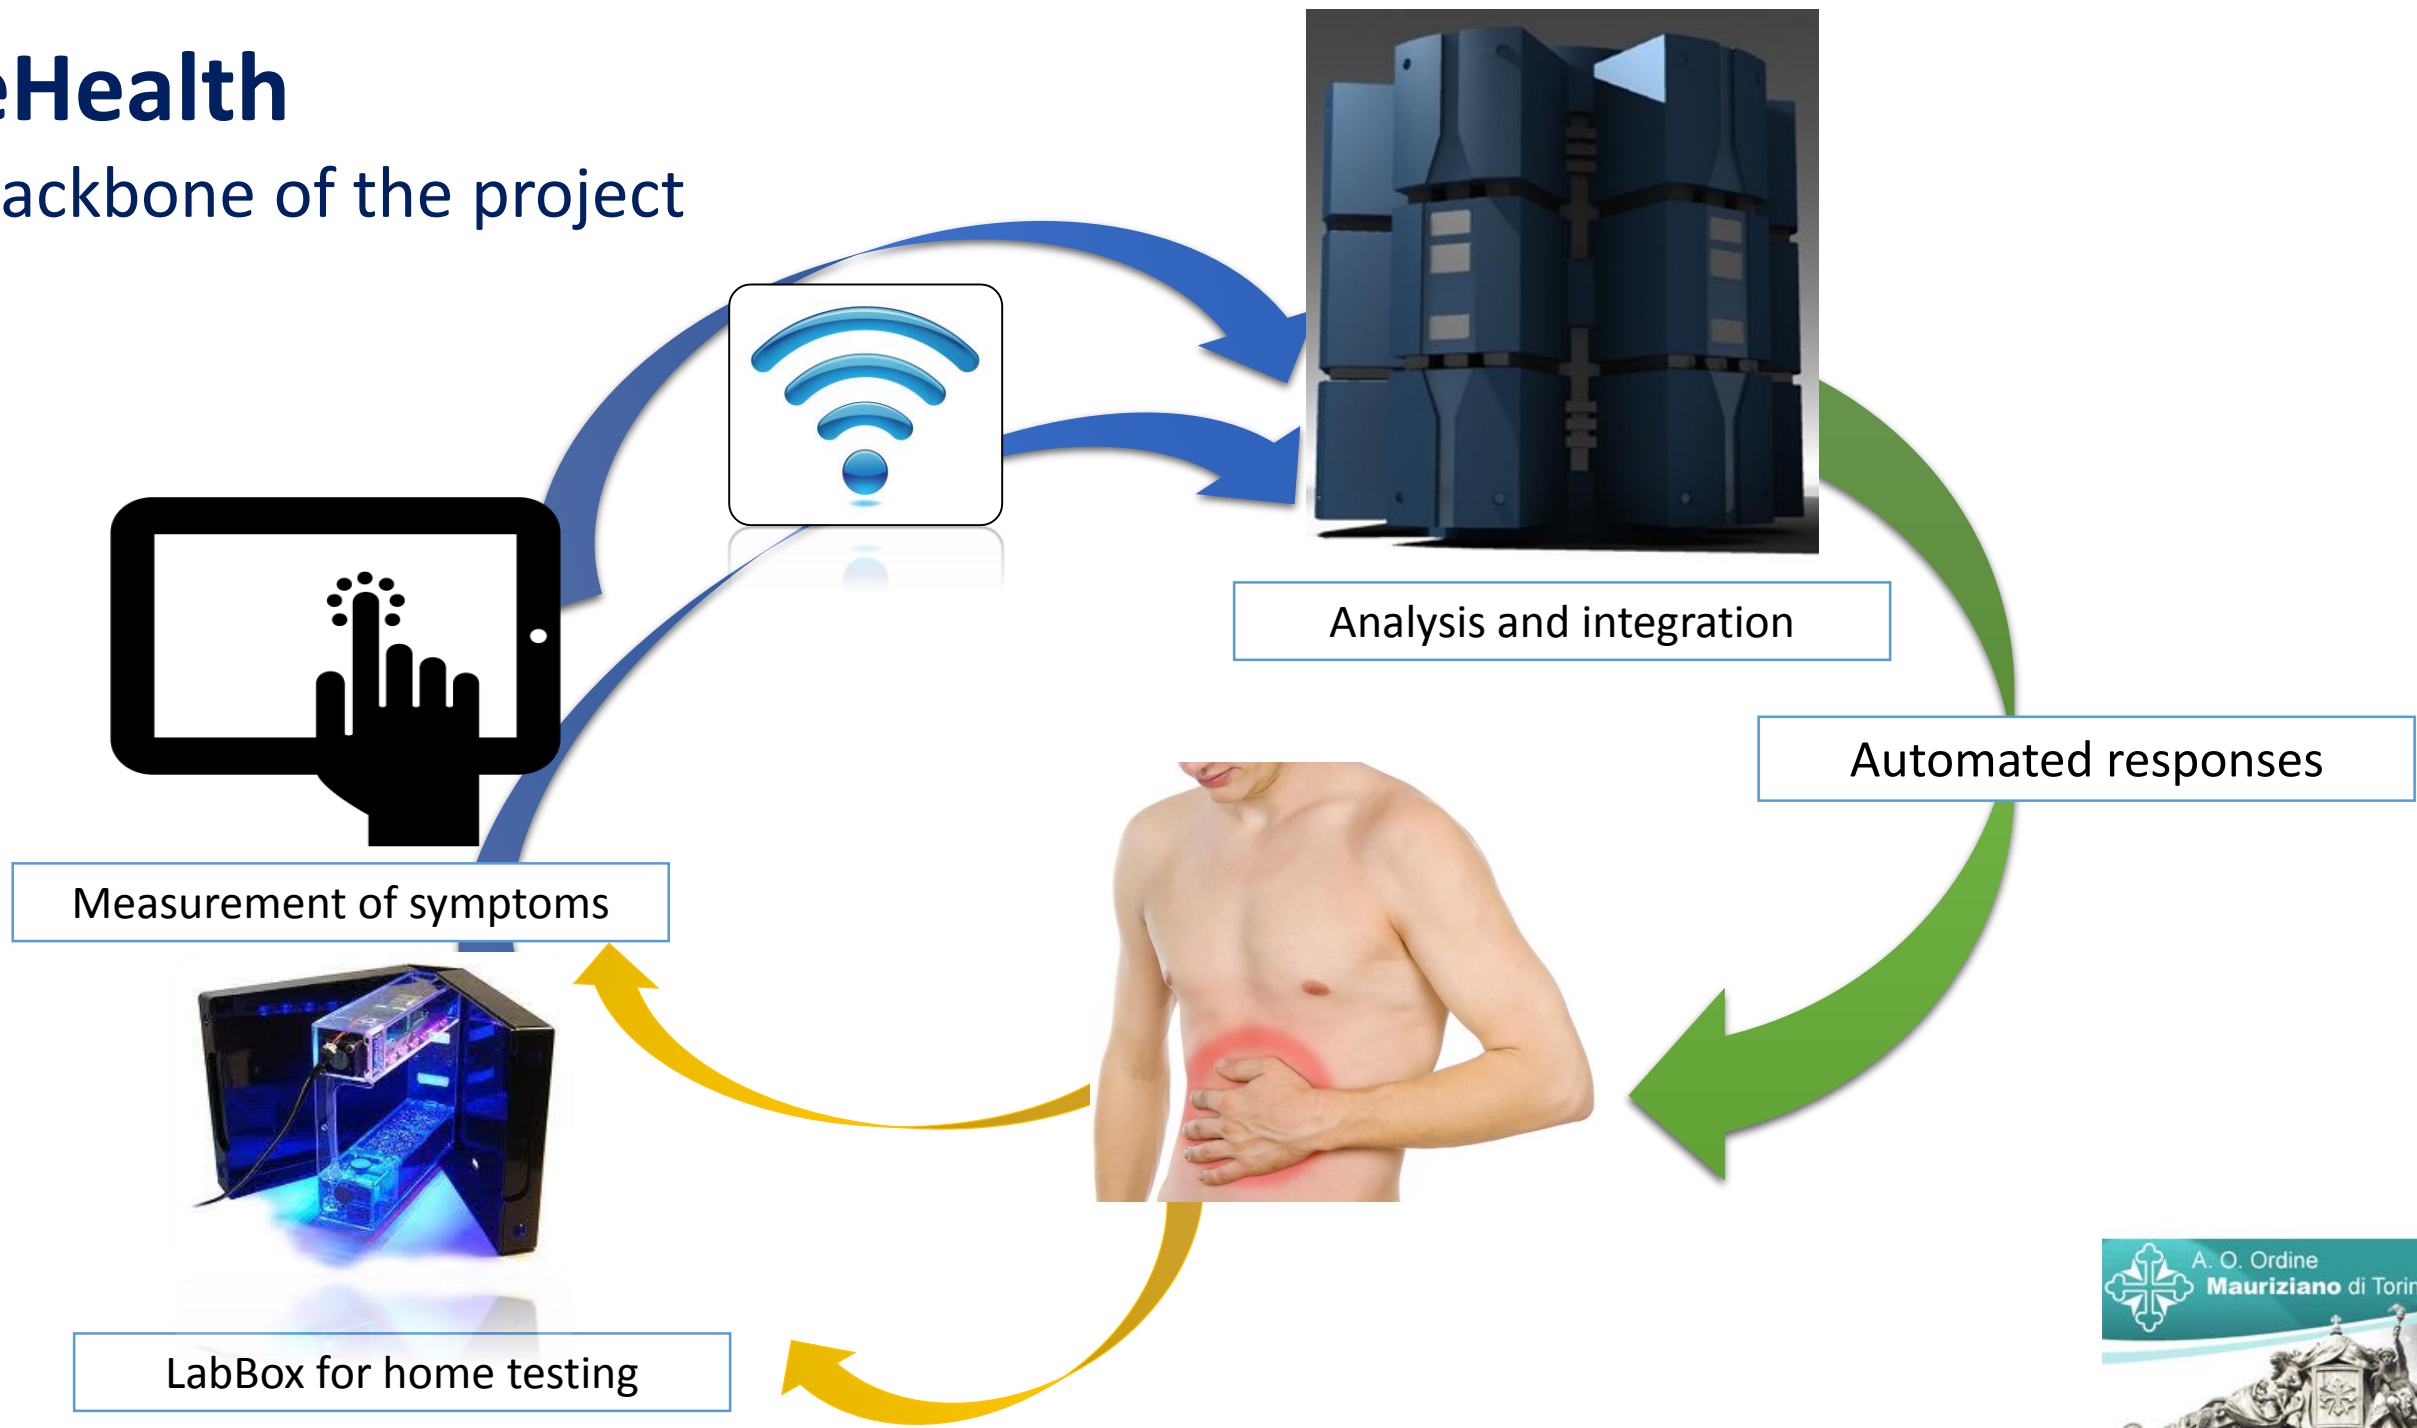 eHealth
ackbone of the project
Analysis and integration
Automated responses
Measurement of symptoms
LabBox for home testing
A. O. Ordine
Mauriziano di Torin